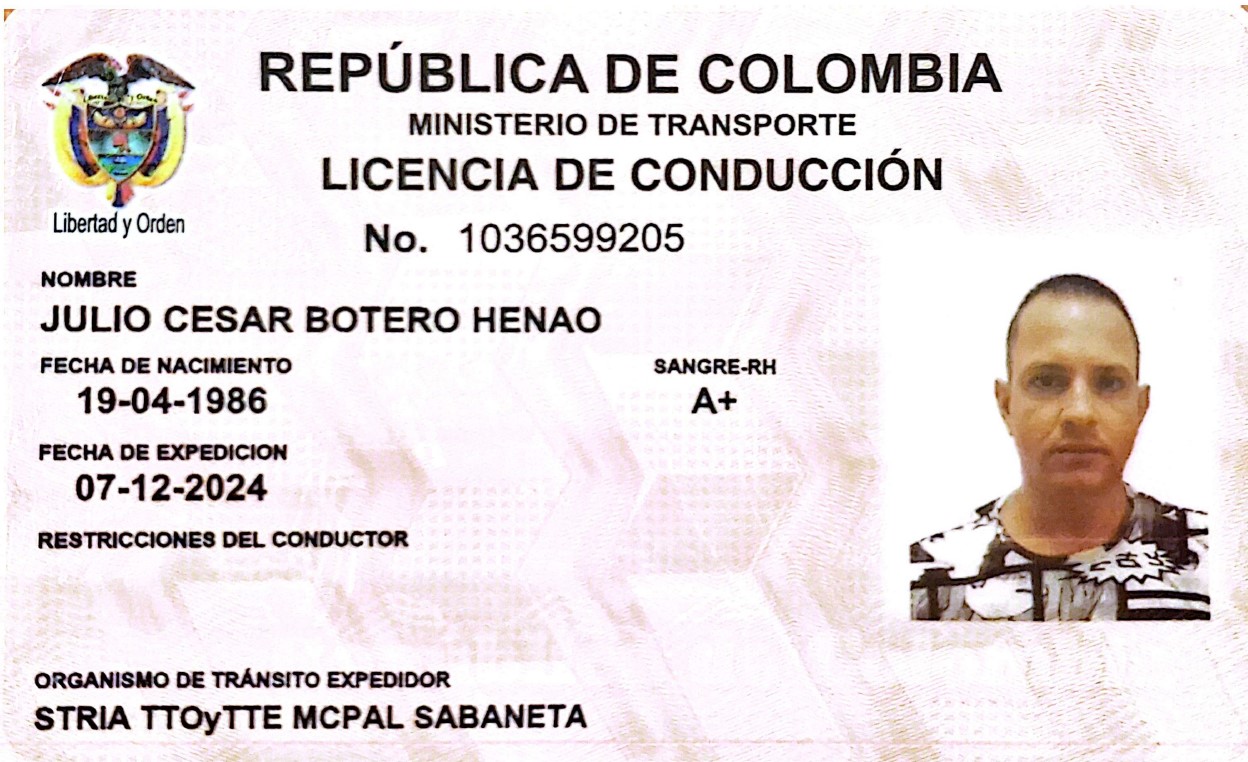 REPÚBLICA DE COLOMBIA
MINISTERIO DE TRANSPORTE
LICENCIA DE CONDUCCIÓN
Libertad y Orden
No. 1036599205
NOMBRE
JULIO CESAR BOTERO HENAO
FECHA DE NACIMIENTO
SANGRE-RH
19-04-1986
A+
FECHA DE EXPEDICION
07-12-2024
RESTRICCIONES DEL CONDUCTOR
ORGANISMO DE TRÁNSITO EXPEDIDOR
STRIA TTOyTTE MCPAL SABANETA